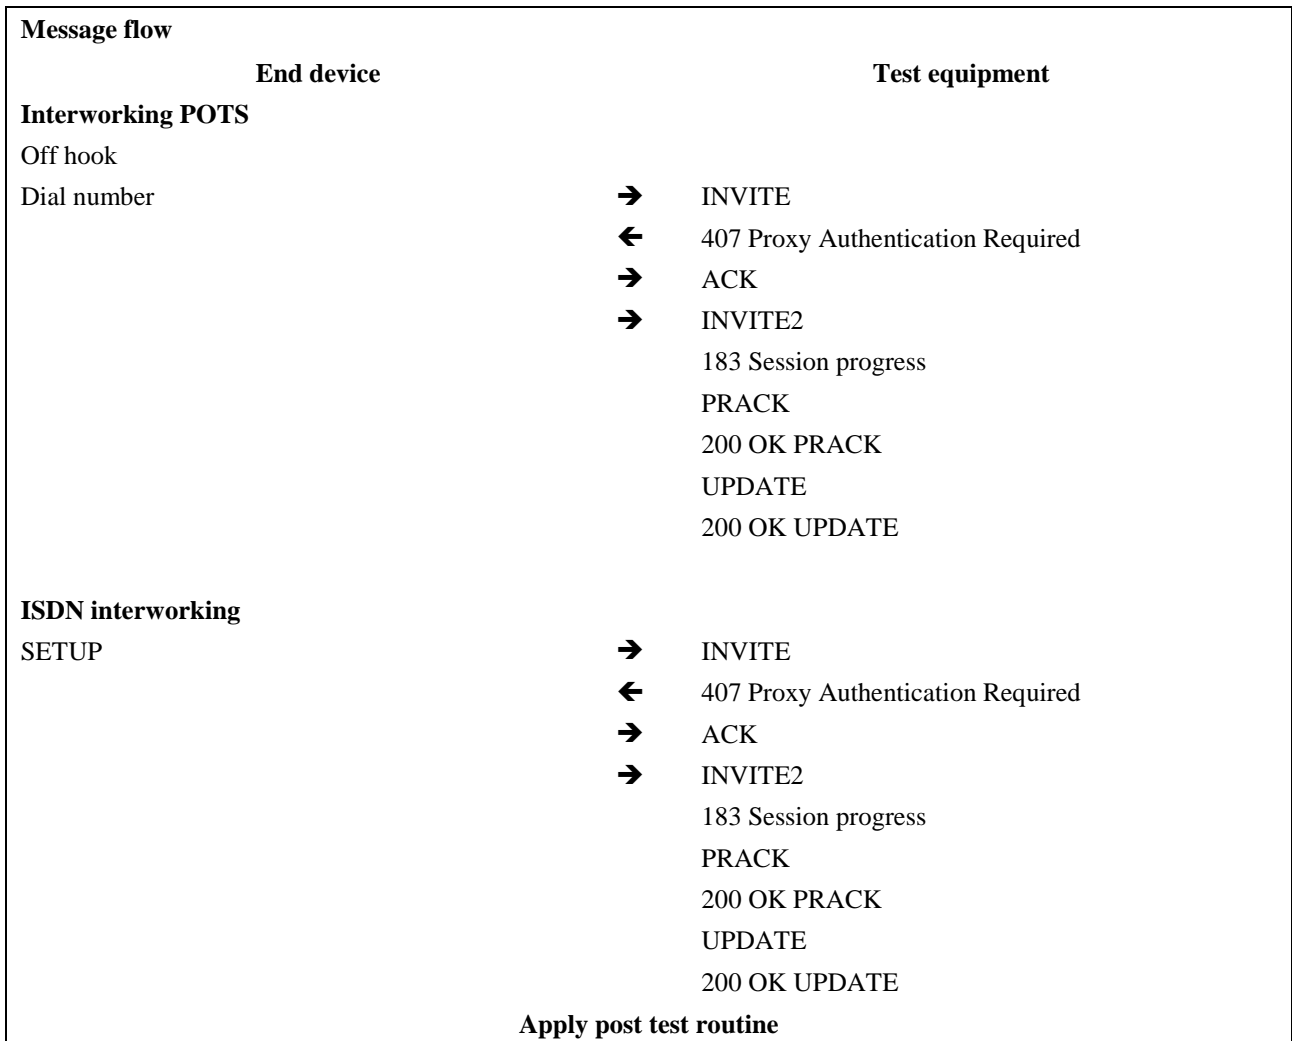 Message flow
End device Test equipment
Interworking POTS
Off hook
Dial number ➔ INVITE
🡸 407 Proxy Authentication Required
➔ ACK
➔ INVITE2
183 Session progress
PRACK
200 OK PRACK
UPDATE
200 OK UPDATE
ISDN interworking
SETUP ➔ INVITE
🡸 407 Proxy Authentication Required
➔ ACK
➔ INVITE2
183 Session progress
PRACK
200 OK PRACK
UPDATE
200 OK UPDATE
Apply post test routine